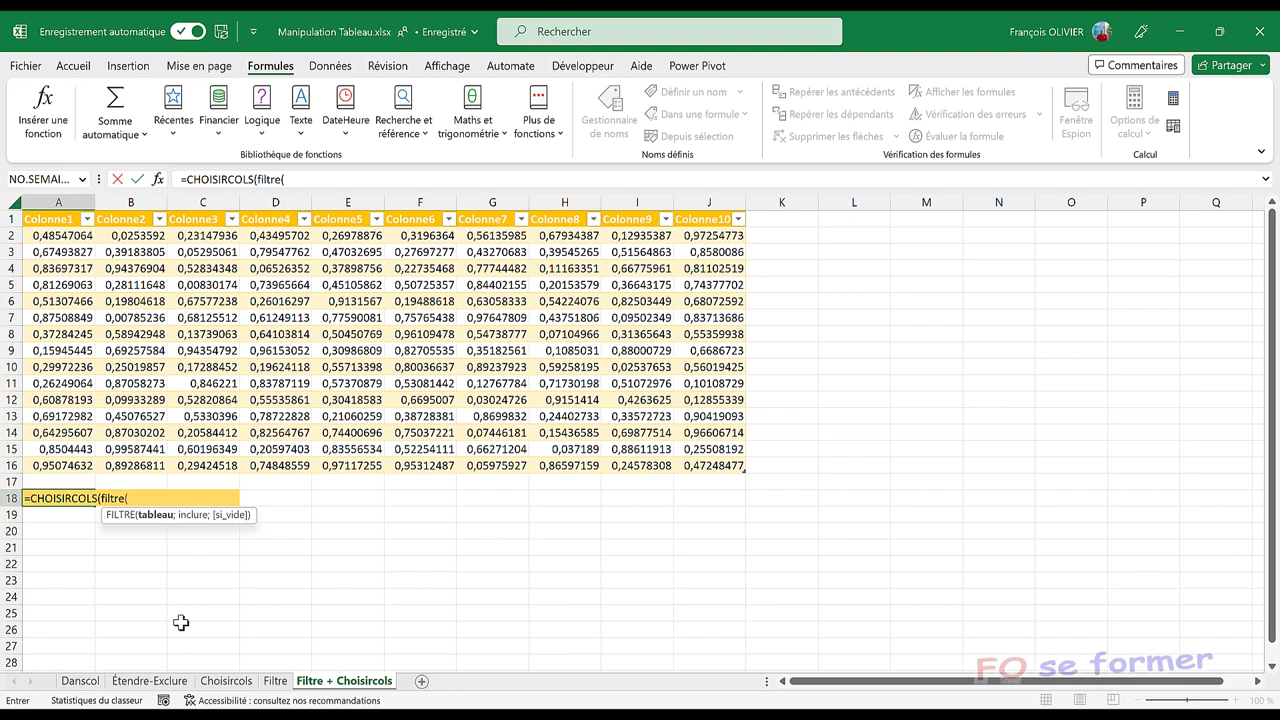 Enregistrement automatique
Manipulation Tableau.xlsx
• Enregistré
Rechercher
François OLIVIER
Fichier Accueil Insertion Mise en page Formules Données Révision Affichage Automate Développeur Aide Power Pivot
Commentaires
Partager
Insérer une fonction
Somme automatique
Récentes
Financier
Logique
Texte
DateHeure
Recherche et référence
Maths et trigonométrie
Plus de fonctions
Bibliothèque de fonctions
Gestionnaire de noms
Définir un nom
Dans une formule
Depuis sélection
Noms définis
Repérer les antécédents
Repérer les dépendants
Supprimer les flèches
Afficher les formules
Vérification des erreurs
Évaluer la formule
Vérification des formules
Fenêtre Espion
Options de calcul
Calcul
NO.SEMAI...
fx
=CHOISIRCOLS(filtre(
A B C D E F G H I J K L M N O P Q
1 Colonne1 Colonne2 Colonne3 Colonne4 Colonne5 Colonne6 Colonne7 Colonne8 Colonne9 Colonne10
2 0,48547064 0,0253592 0,23147936 0,43495702 0,26978876 0,3196364 0,56135985 0,67934387 0,12935387 0,97254773
3 0,67493827 0,39183805 0,05295061 0,79547762 0,47032695 0,27697277 0,43270683 0,39545265 0,51564863 0,8580086
4 0,83697317 0,94376904 0,52834348 0,06526352 0,37898756 0,22735468 0,77744482 0,11163351 0,66775961 0,81102519
5 0,81269063 0,28111648 0,00830174 0,73965664 0,45105862 0,50725357 0,84402155 0,20153579 0,36643175 0,74377702
6 0,51307466 0,19804618 0,67577238 0,26016297 0,9131567 0,19488618 0,63058333 0,54224076 0,82503449 0,68072592
7 0,87508849 0,00785236 0,68125512 0,61249113 0,77590081 0,75765438 0,97647809 0,43751806 0,09502349 0,83713686
8 0,37284245 0,58942948 0,13739063 0,64103814 0,50450769 0,96109478 0,54738777 0,07104966 0,31365643 0,55359938
9 0,15945445 0,69257584 0,94354792 0,96153052 0,30986809 0,82705535 0,35182561 0,1085031 0,88000729 0,6686723
10 0,29972236 0,25019857 0,17288452 0,19624118 0,55713398 0,80036637 0,89237923 0,59258195 0,02537653 0,56019425
11 0,26249064 0,87058273 0,846221 0,83787119 0,57370879 0,53081442 0,12767784 0,71730198 0,51072976 0,10108729
12 0,60878193 0,09933289 0,52820864 0,55535861 0,30418583 0,6695007 0,03024726 0,9151414 0,4263625 0,12855339
13 0,69172982 0,45076527 0,5330396 0,78722828 0,21060259 0,38728381 0,8699832 0,24402733 0,33572723 0,90419093
14 0,64295607 0,87030202 0,20584412 0,82564767 0,74400696 0,75037221 0,07446181 0,15436585 0,69877514 0,96606714
15 0,8504443 0,99587441 0,60196349 0,20597403 0,83556534 0,52254111 0,66271204 0,037189 0,88611911 0,25508192
16 0,95074632 0,89286811 0,29424518 0,74848559 0,97117255 0,95312487 0,05975927 0,86597159 0,24578308 0,47248477
17
18 =CHOISIRCOLS(filtre(
FILTRE(tableau; inclure; [si_vide])
19
20
21
22
23
24
25
26
27
28
FO se former
Danscol Étendre-Exclure Choisircols Filtre Filtre + Choisircols
Entrer Statistiques du classeur Accessibilité : consultez nos recommandations 100 %